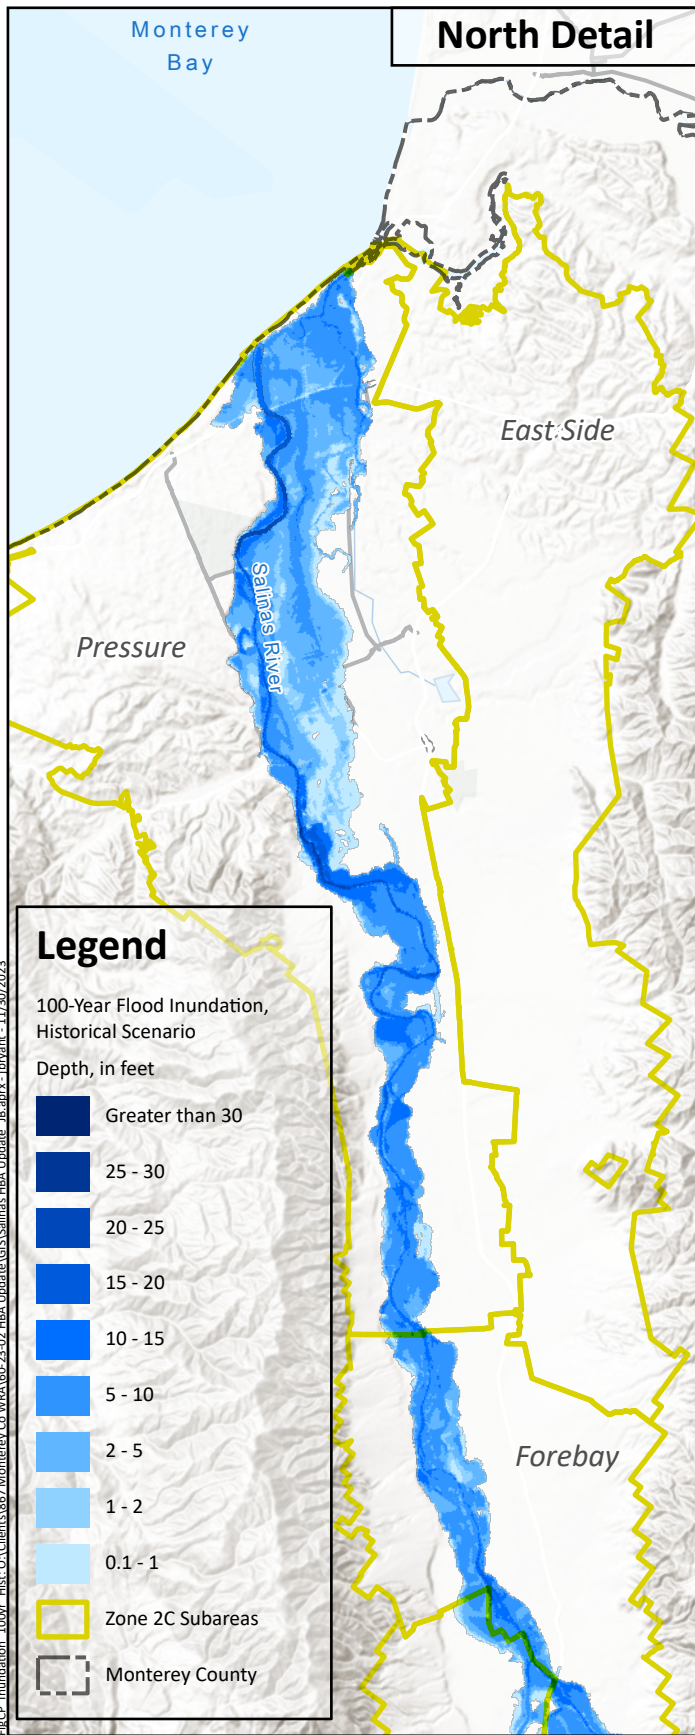 Monterey
Bay
North Detail
East Side
Salinas River
Pressure
Legend
100-Year Flood Inundation,
Historical Scenario
Depth, in feet
Greater than 30
25 - 30
20 - 25
15 - 20
10 - 15
5 - 10
2 - 5
1 - 2
0.1 - 1
Zone 2C Subareas
Monterey County
Forebay